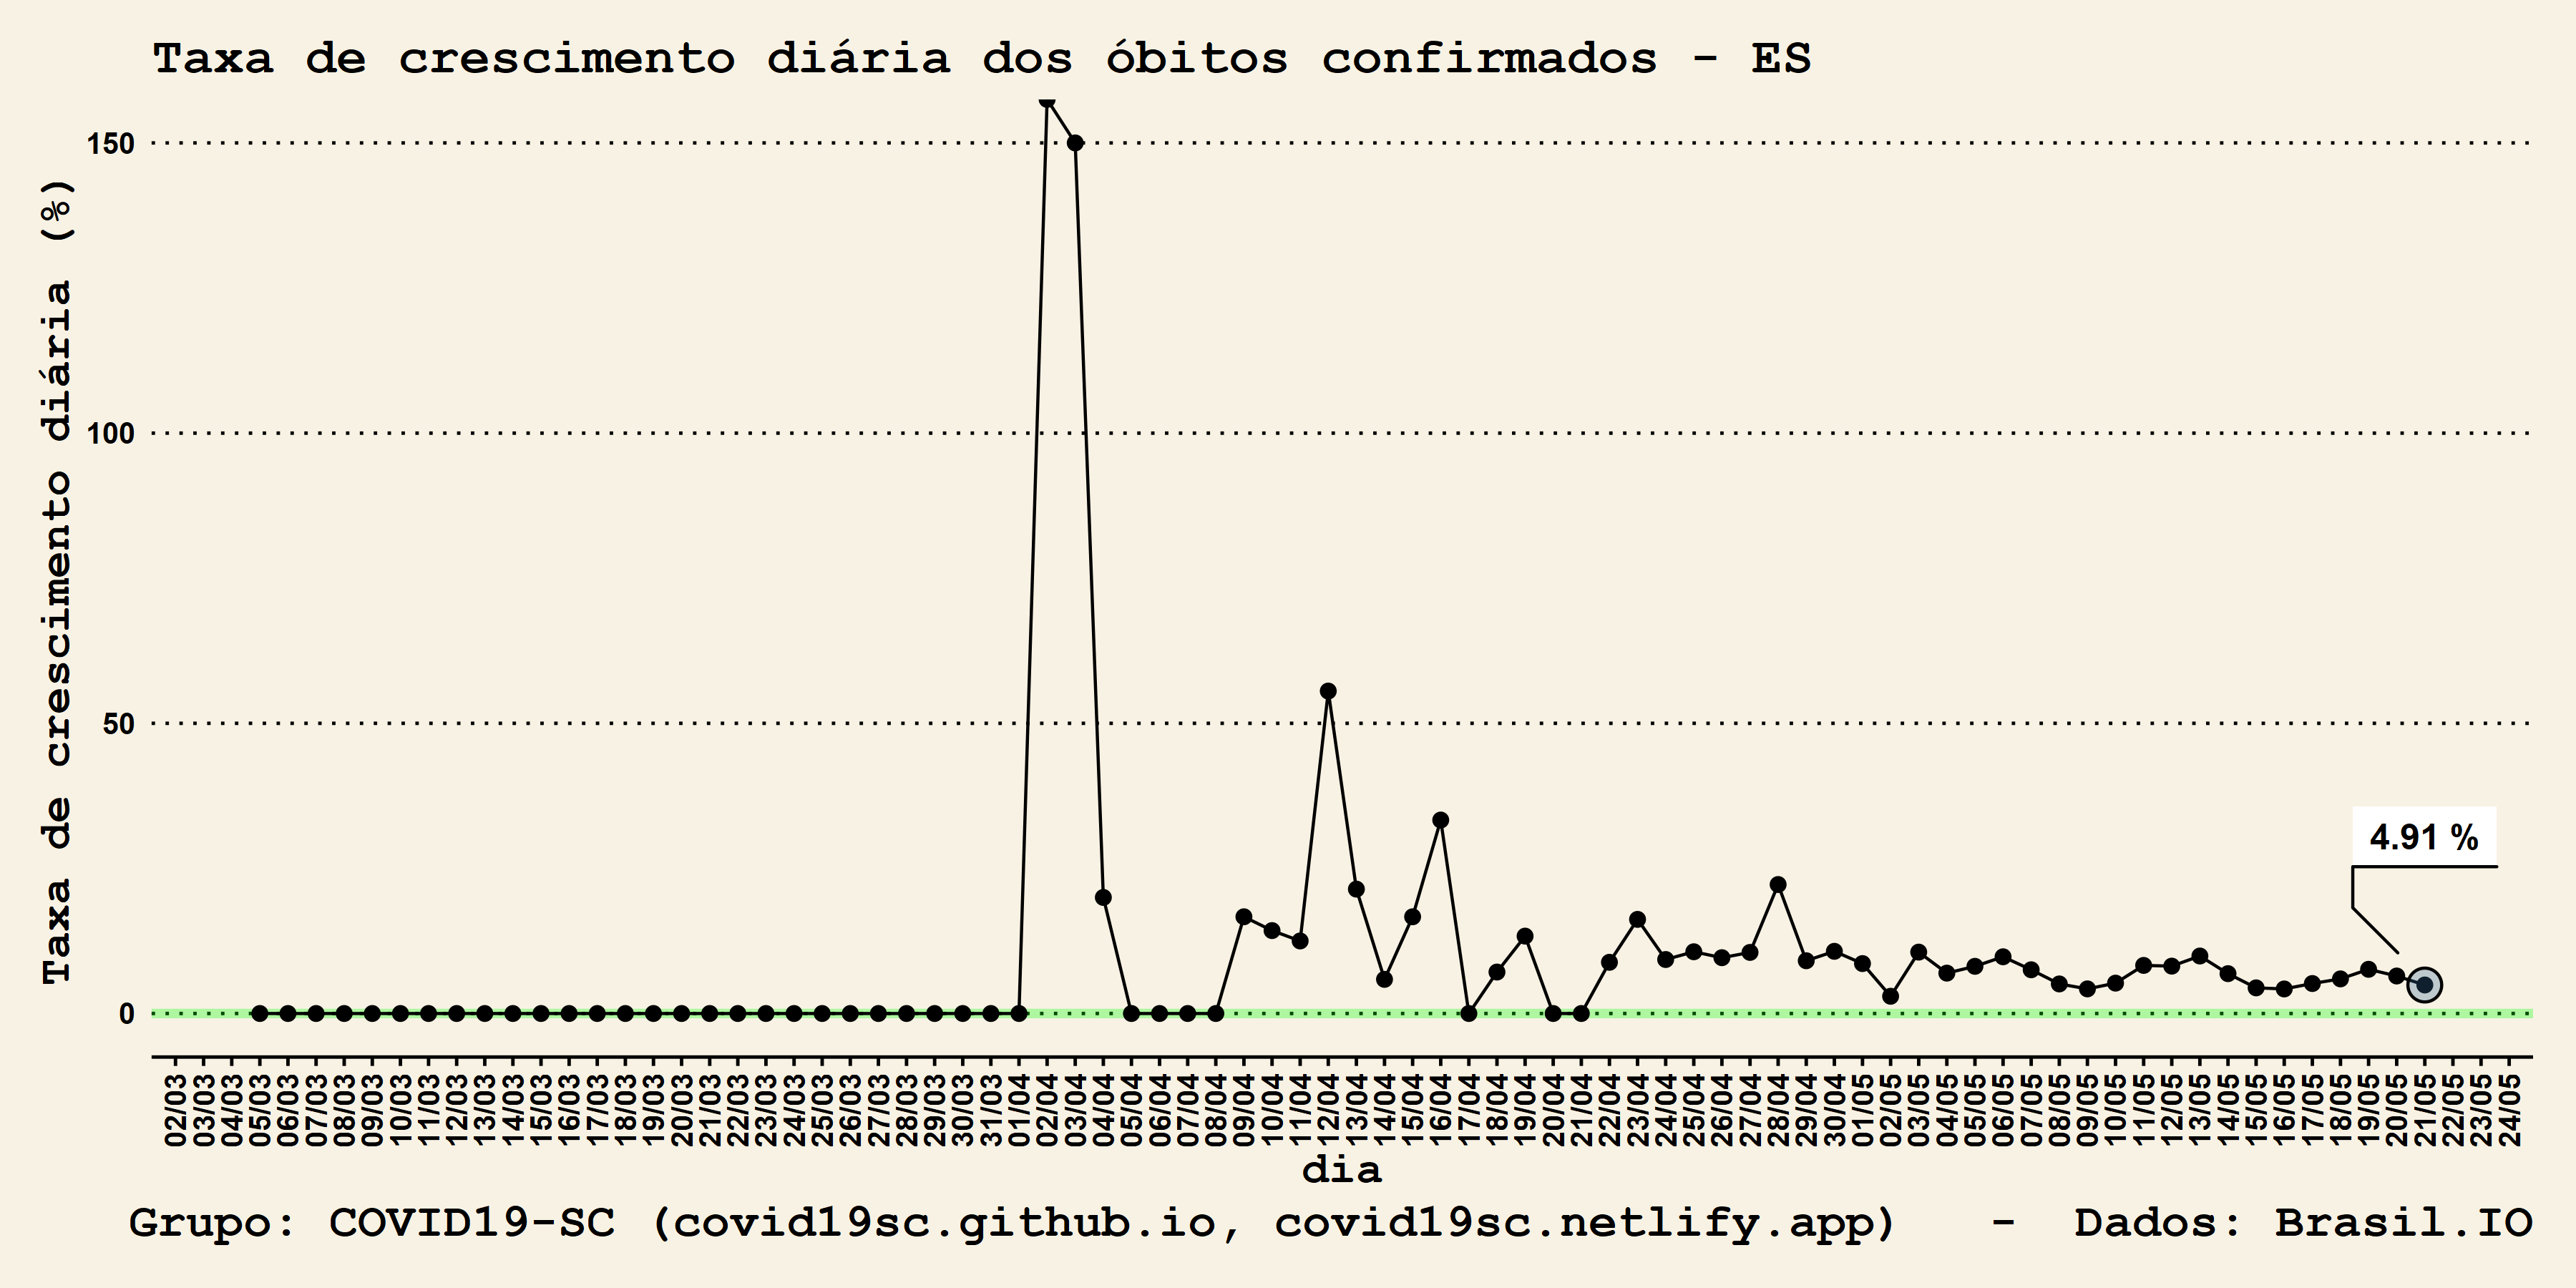 Taxa de crescimento diária dos óbitos confirmados - ES
Taxa de crescimento diária (%)
150
100
50
0
4.91 %
02/03 03/03 04/03 05/03 06/03 07/03 08/03 09/03 10/03 11/03 12/03 13/03 14/03 15/03 16/03 17/03 18/03 19/03 20/03 21/03 22/03 23/03 24/03 25/03 26/03 27/03 28/03 29/03 30/03 31/03 01/04 02/04 03/04 04/04 05/04 06/04 07/04 08/04 09/04 10/04 11/04 12/04 13/04 14/04 15/04 16/04 17/04 18/04 19/04 20/04 21/04 22/04 23/04 24/04 25/04 26/04 27/04 28/04 29/04 30/04 01/05 02/05 03/05 04/05 05/05 06/05 07/05 08/05 09/05 10/05 11/05 12/05 13/05 14/05 15/05 16/05 17/05 18/05 19/05 20/05 21/05 22/05 23/05 24/05
dia
Grupo: COVID19-SC (covid19sc.github.io, covid19sc.netlify.app) - Dados: Brasil.IO